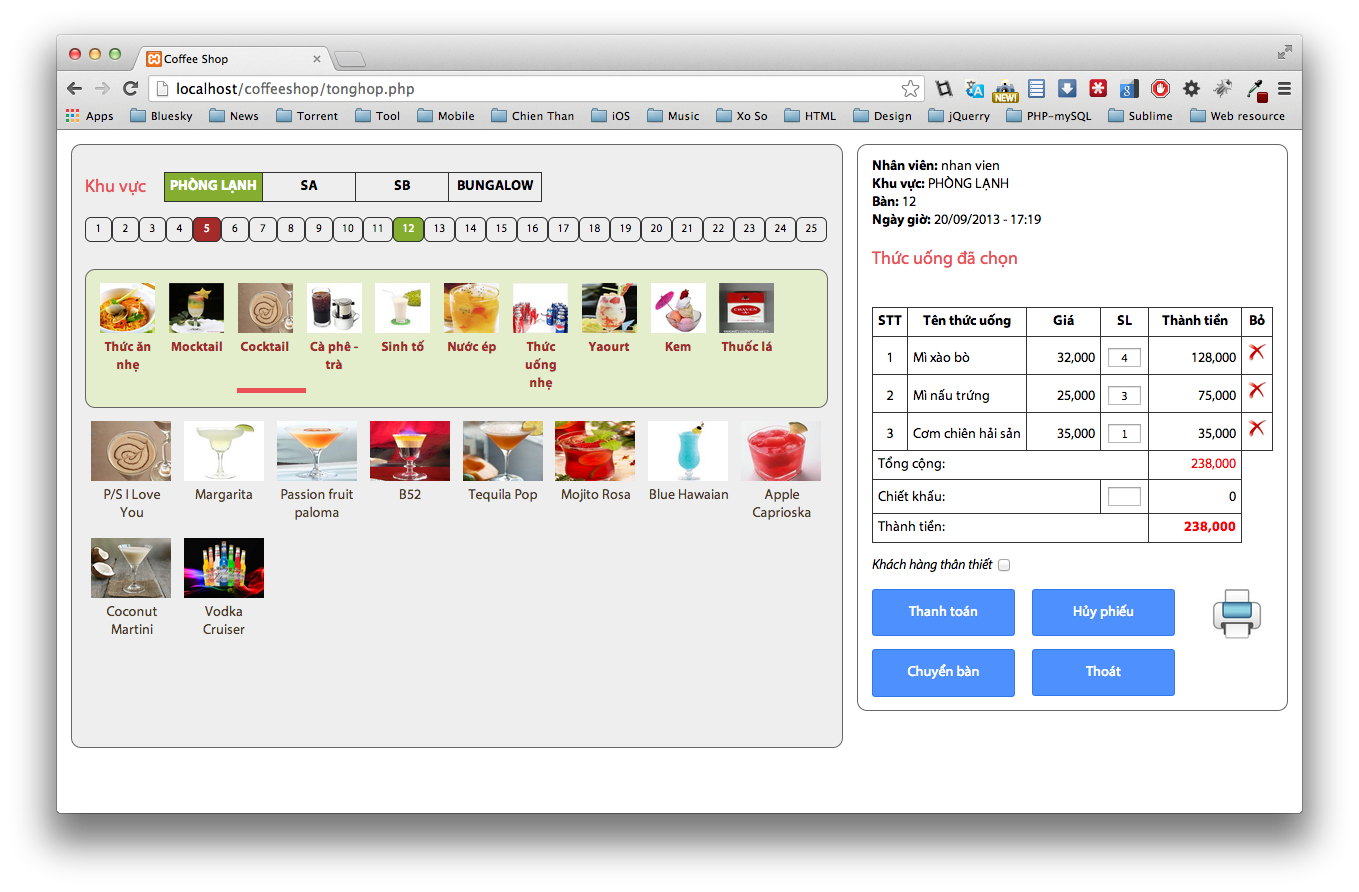 Coffee Shop
localhost/coffeeshop/tonghop.php
NEW!
Apps Bluesky News Torrent Tool Mobile Chien Than iOS Music Xo So HTML Design jQuerry PHP-mySQL Sublime Web resource
Khu vực PHÒNG LẠNH SA SB BUNGALOW
1 2 3 4 5 6 7 8 9 10 11 12 13 14 15 16 17 18 19 20 21 22 23 24 25
CRAVEN
Thức ăn nhẹ
Mocktail
Cocktail
Cà phê - trà
Sinh tố
Nước ép
Thức uống nhẹ
Yaourt
Kem
Thuốc lá
P/S I Love You
Margarita
Passion fruit paloma
B52
Tequila Pop
Mojito Rosa
Blue Hawaian
Apple Caprioska
Coconut Martini
Vodka Cruiser
Nhân viên: nhan vien
Khu vực: PHÒNG LẠNH
Bàn: 12
Ngày giờ: 20/09/2013 - 17:19
Thức uống đã chọn
STT Tên thức uống Giá SL Thành tiền Bỏ
1 Mì xào bò 32,000 4 128,000
2 Mì nấu trứng 25,000 3 75,000
3 Cơm chiên hải sản 35,000 1 35,000
Tổng cộng: 238,000
Chiết khấu: 0
Thành tiền: 238,000
Khách hàng thân thiết
Thanh toán Hủy phiếu
Chuyển bàn Thoát